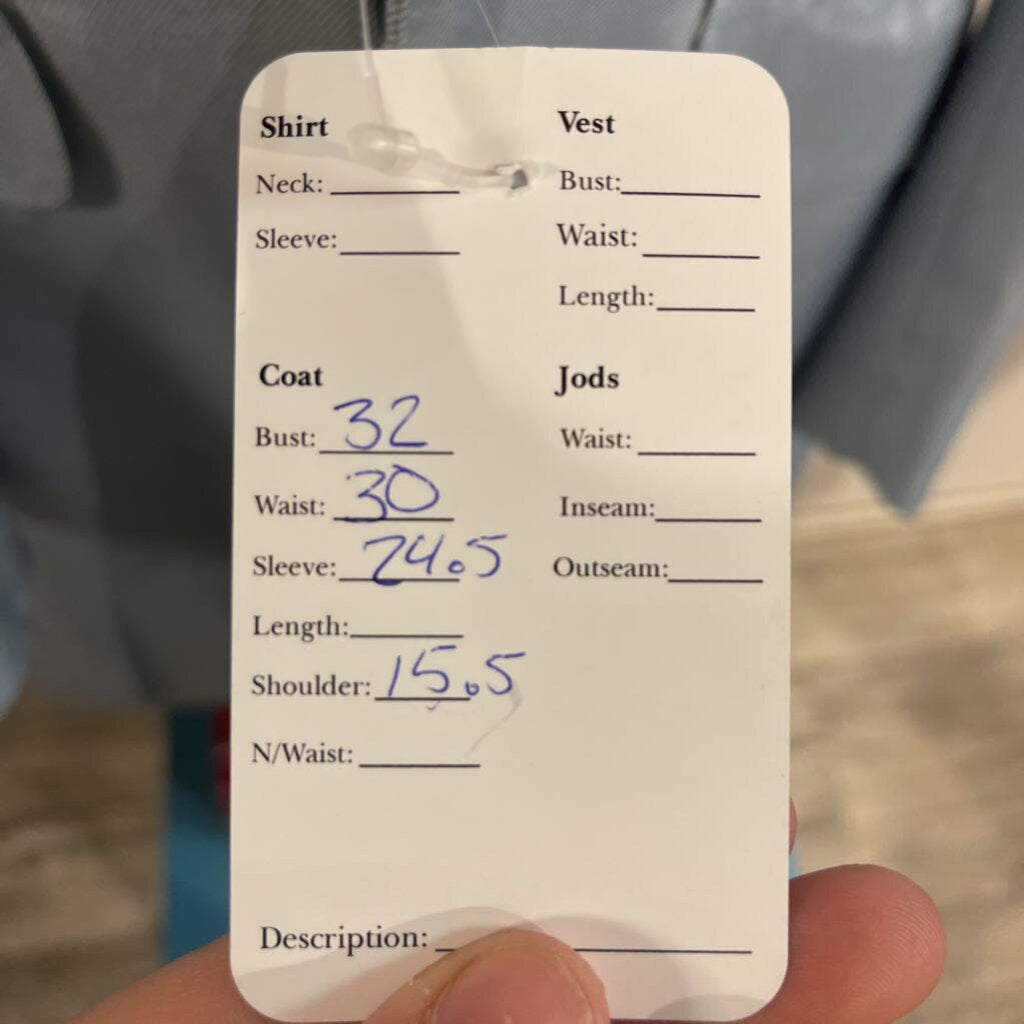 Shirt
Neck:
Sleeve:
Vest
Bust:
Waist:
Length:
Coat
Bust: 32
Waist: 30
Sleeve: 24.5
Length:
Shoulder: 15.5
N/Waist:
Jods
Waist:
Inseam:
Outseam:
Description: